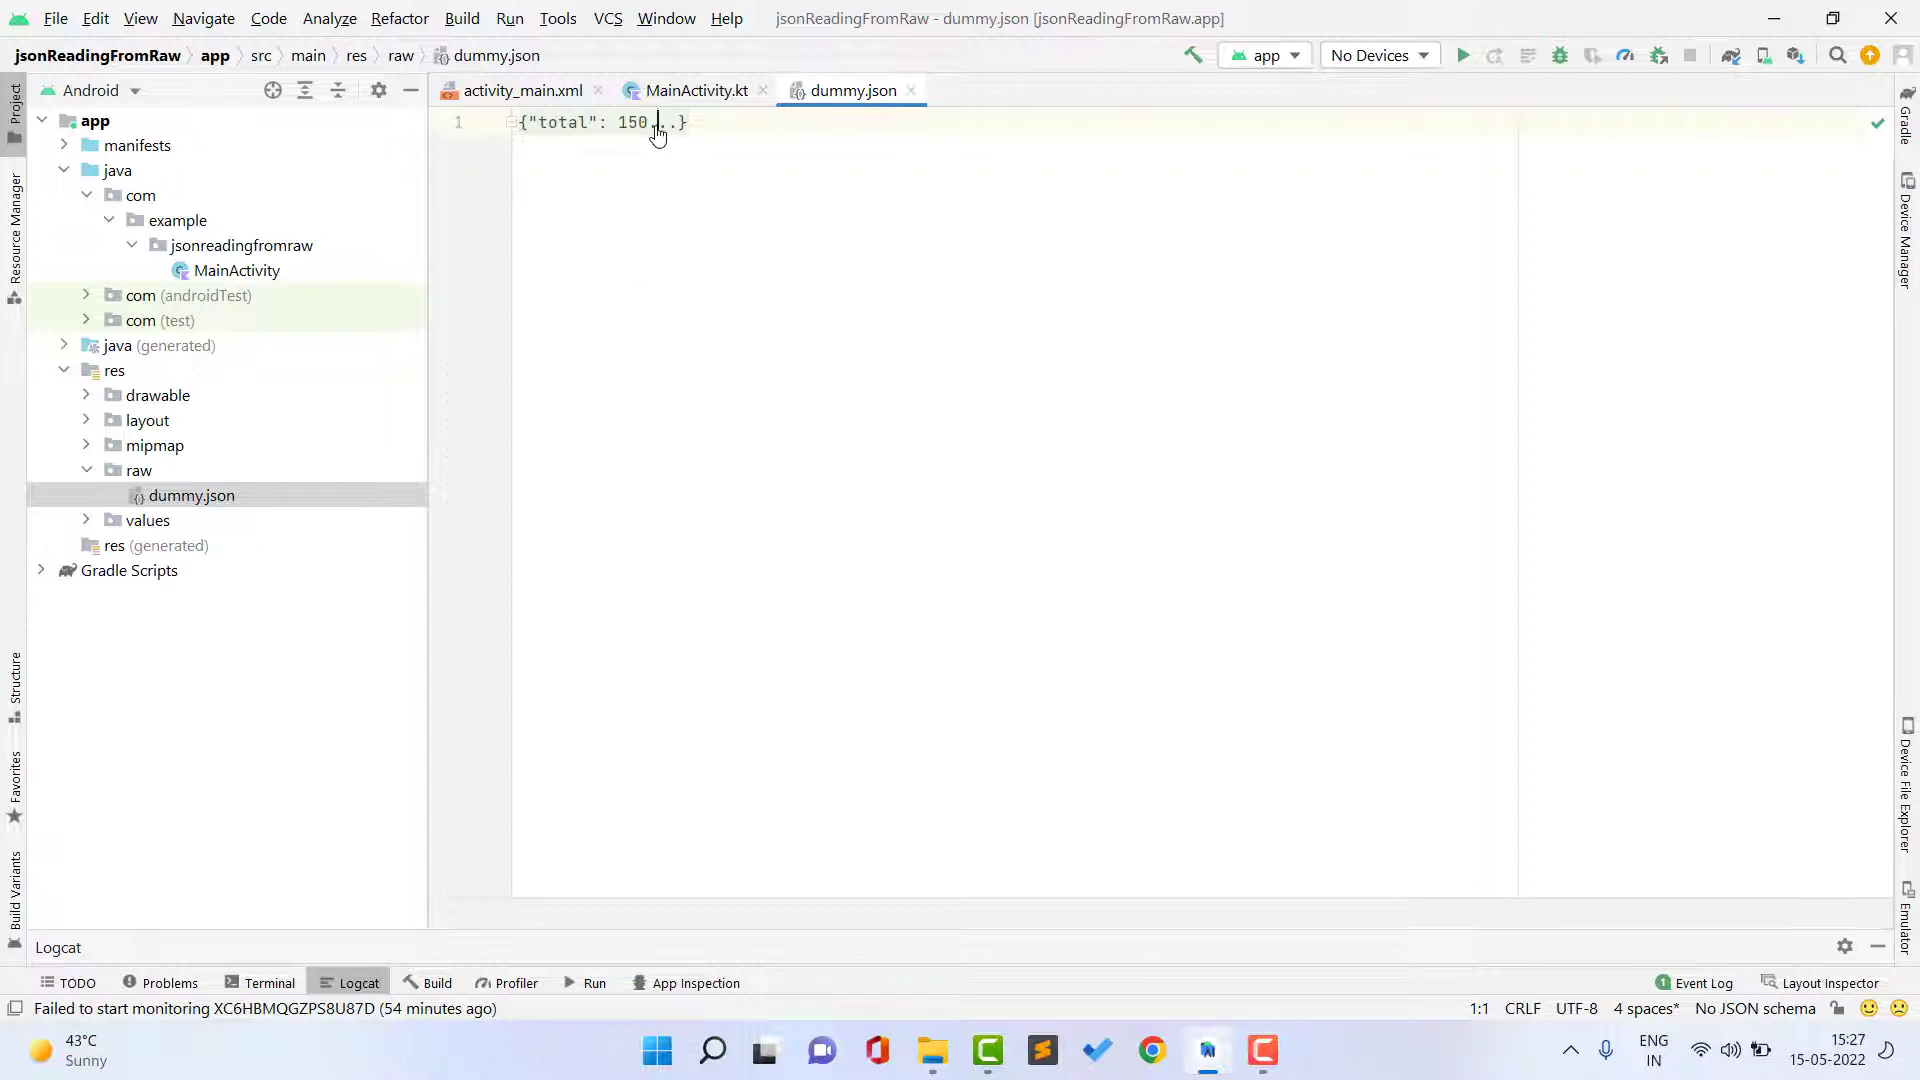 File Edit View Navigate Code Analyze Refactor Build Run Tools VCS Window Help jsonReadingFromRaw - dummy.json [jsonReadingFromRaw.app]
jsonReadingFromRaw app src main res raw dummy.json app No Devices
Android
activity_main.xml MainActivity.kt dummy.json
1 {"total": 150...}
app
manifests
java
com
example
jsonreadingfromraw
MainActivity
com (androidTest)
com (test)
java (generated)
res
drawable
layout
mipmap
raw
dummy.json
values
res (generated)
Gradle Scripts
Project
Resource Manager
Structure
Favorites
Build Variants
Gradle
Device Manager
Device File Explorer
Emulator
Logcat
TODO Problems Terminal Logcat Build Profiler Run App Inspection 1 Event Log Layout Inspector
Failed to start monitoring XC6HBMQGZPS8U87D (54 minutes ago) 1:1 CRLF UTF-8 4 spaces* No JSON schema
43°C
Sunny
ENG
IN
15:27
15-05-2022